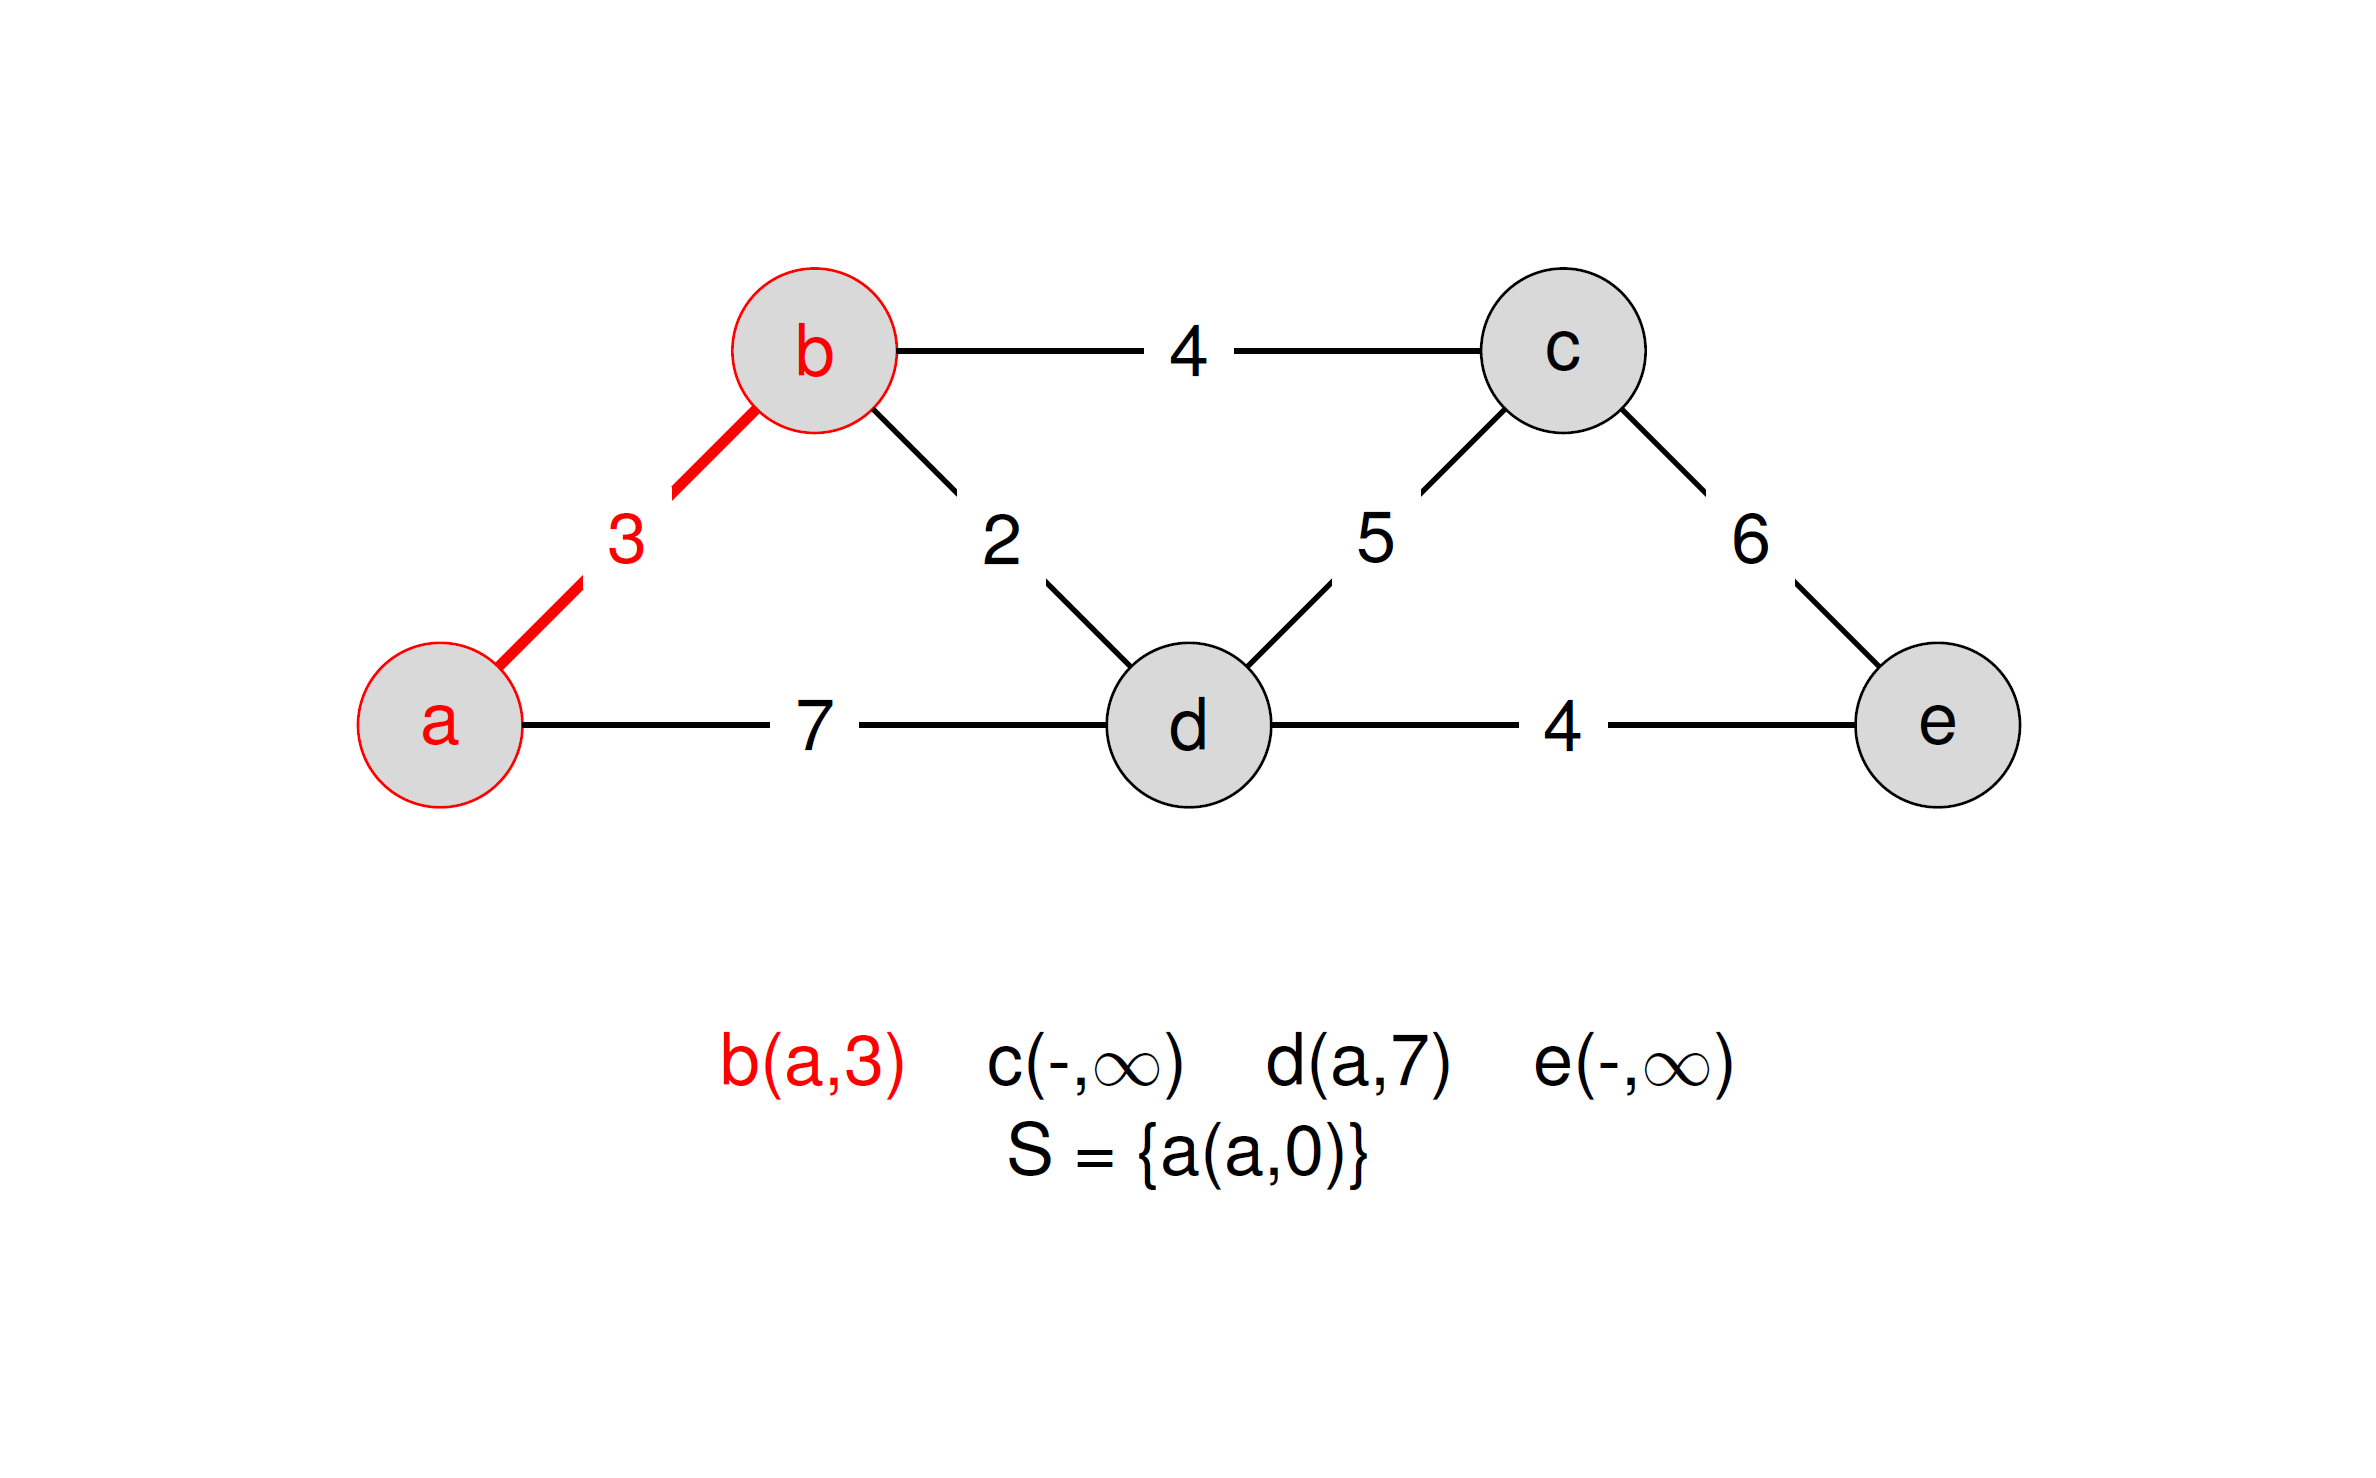 b 4 c
3 2 5 6
a 7 d 4 e
b(a,3) c(-,∞) d(a,7) e(-,∞)
S = {a(a,0)}